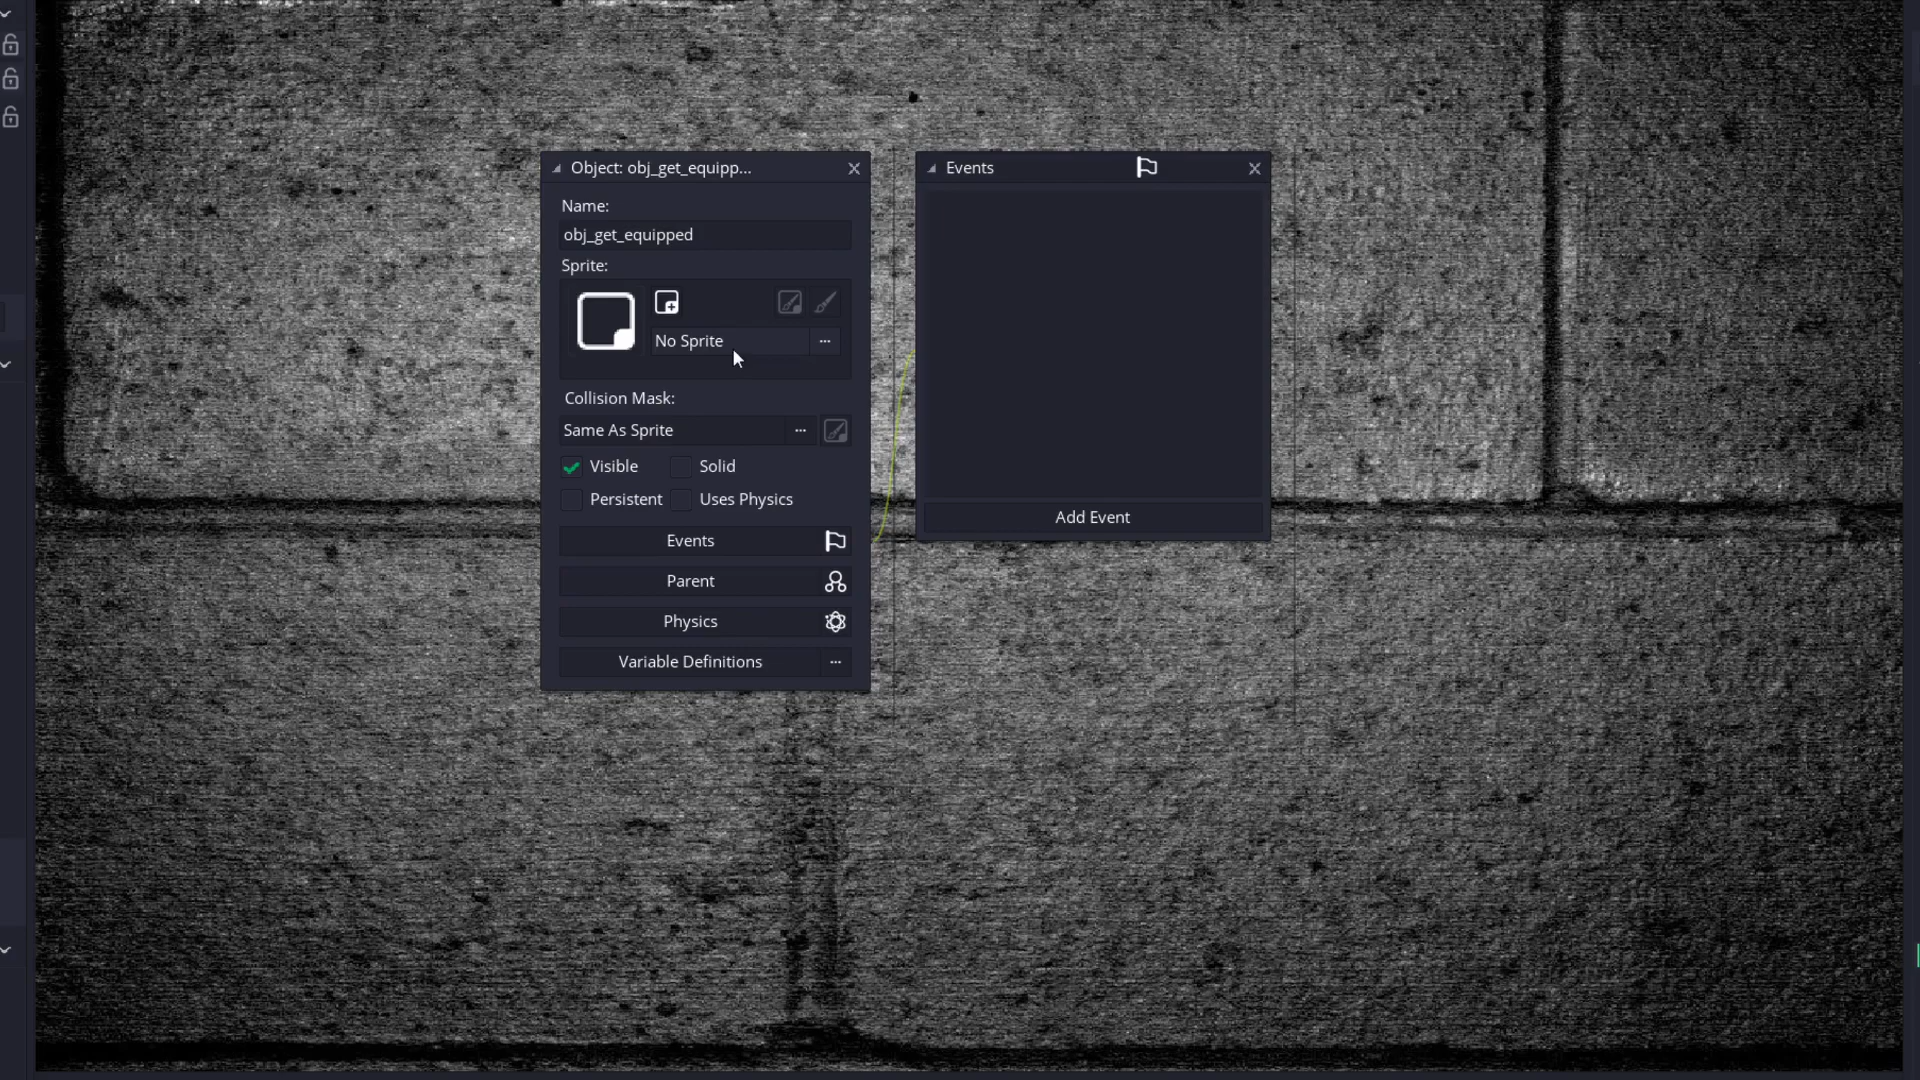 Object: obj_get_equipp...
Name:
obj_get_equipped
Sprite:
No Sprite
...
Collision Mask:
Same As Sprite
...
Visible
Solid
Persistent
Uses Physics
Events
Parent
Physics
Variable Definitions
...
Events
Add Event